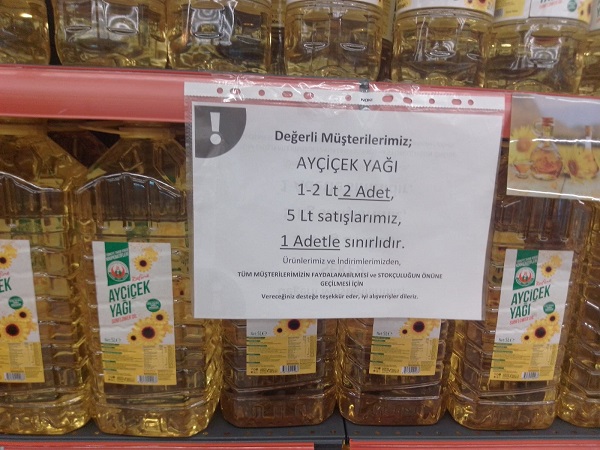 Değerli Müşterilerimiz;
AYÇİÇEK YAĞI
1-2 Lt 2 Adet,
5 Lt satışlarımız,
1 Adetle sınırlıdır.
Ürünlerimiz ve İndirimlerimizden,
TÜM MÜŞTERİLERİMİZİN FAYDALANABİLMESİ ve STOKÇULUĞUN ÖNÜNE
GEÇİLMESİ İÇİN
Vereceğiniz desteğe teşekkür eder, iyi alışverişler dileriz.
AYÇİÇEK
YAĞI
AYÇİÇEK
YAĞI